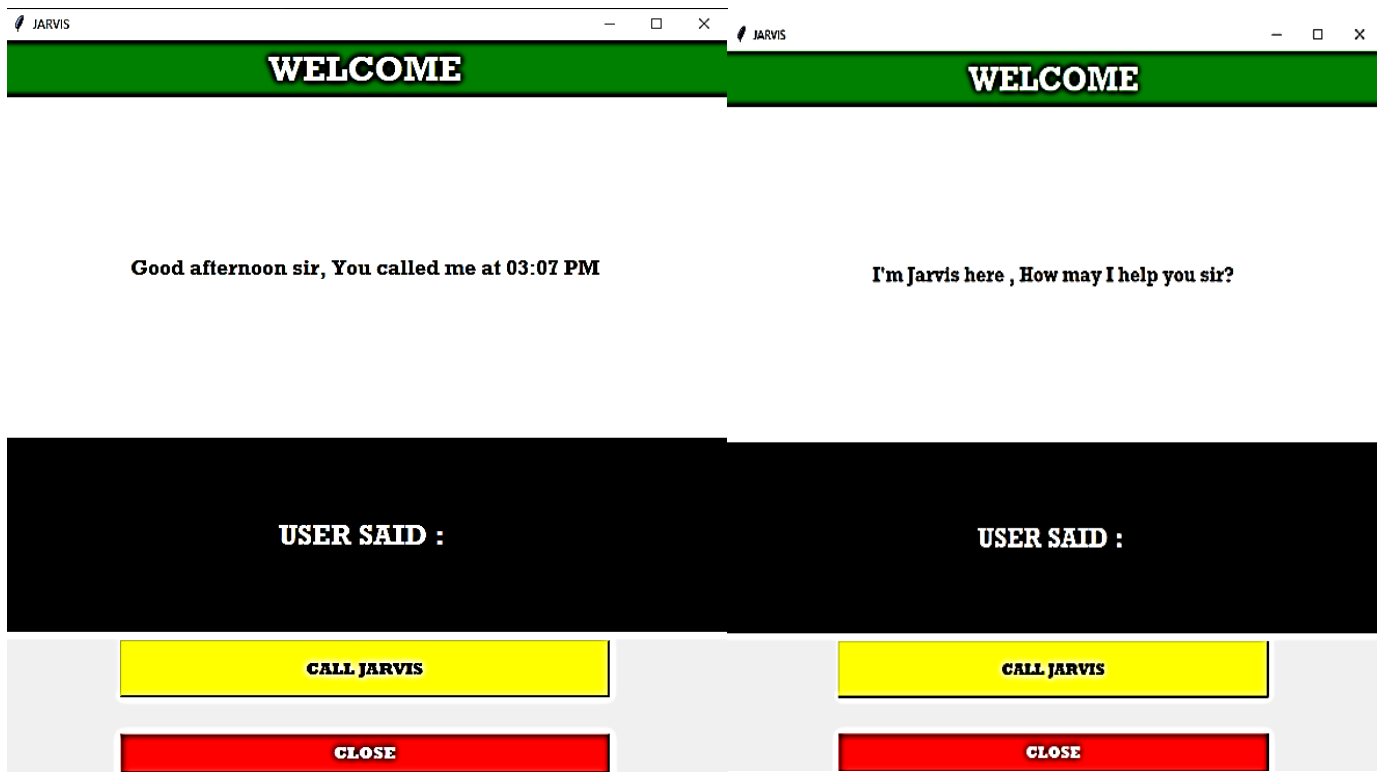 JARVIS
WELCOME
Good afternoon sir, You called me at 03:07 PM
USER SAID :
CALL JARVIS
CLOSE
JARVIS
WELCOME
I'm Jarvis here , How may I help you sir?
USER SAID :
CALL JARVIS
CLOSE